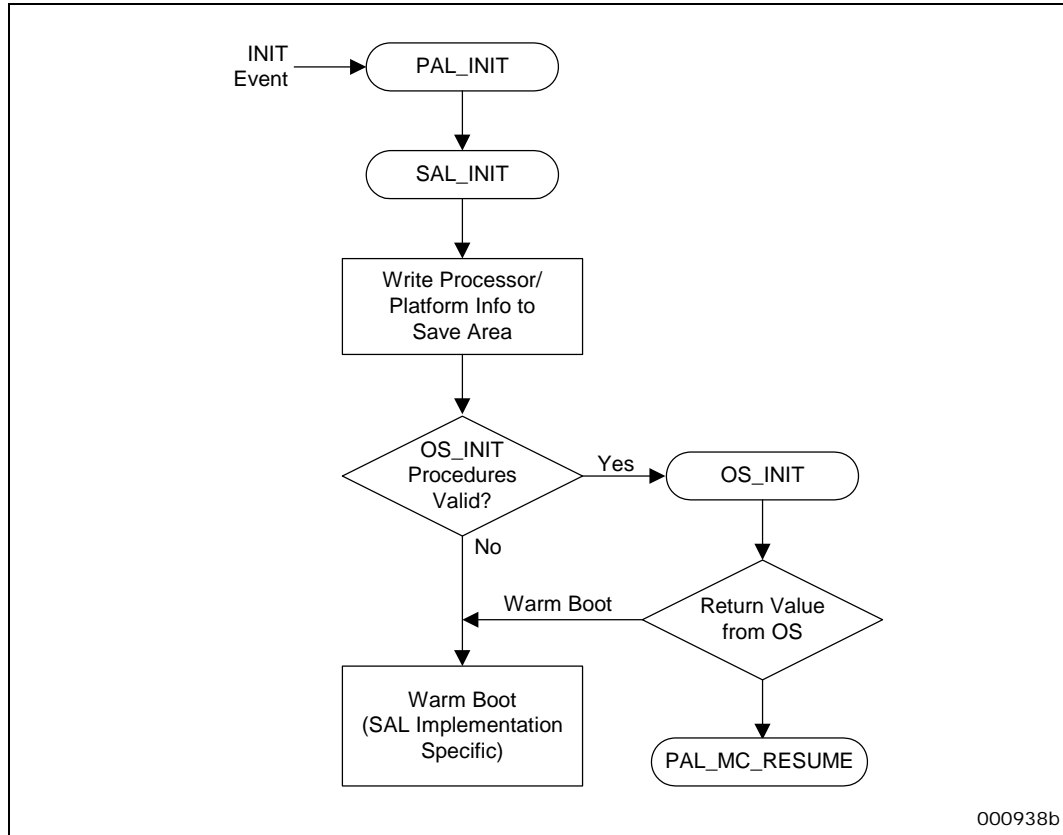 INIT
Event
PAL_INIT
SAL_INIT
Write Processor/
Platform Info to
Save Area
OS_INIT
Procedures
Valid?
Yes
OS_INIT
No
Warm Boot
Return Value
from OS
Warm Boot
(SAL Implementation
Specific)
PAL_MC_RESUME
000938b